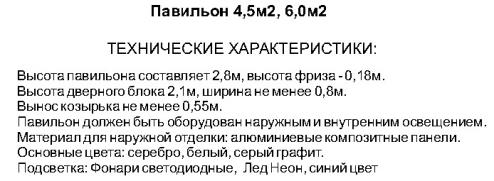 Павильон 4,5м2, 6,0м2
ТЕХНИЧЕСКИЕ ХАРАКТЕРИСТИКИ:
Высота павильона составляет 2,8м, высота фриза - 0,18м.
Высота дверного блока 2,1м, ширина не менее 0,8м.
Вынос козырька не менее 0,55м.
Павильон должен быть оборудован наружным и внутренним освещением.
Материал для наружной отделки: алюминиевые композитные панели.
Основные цвета: серебро, белый, серый графит.
Подсветка: Фонари светодиодные, Лед Неон, синий цвет